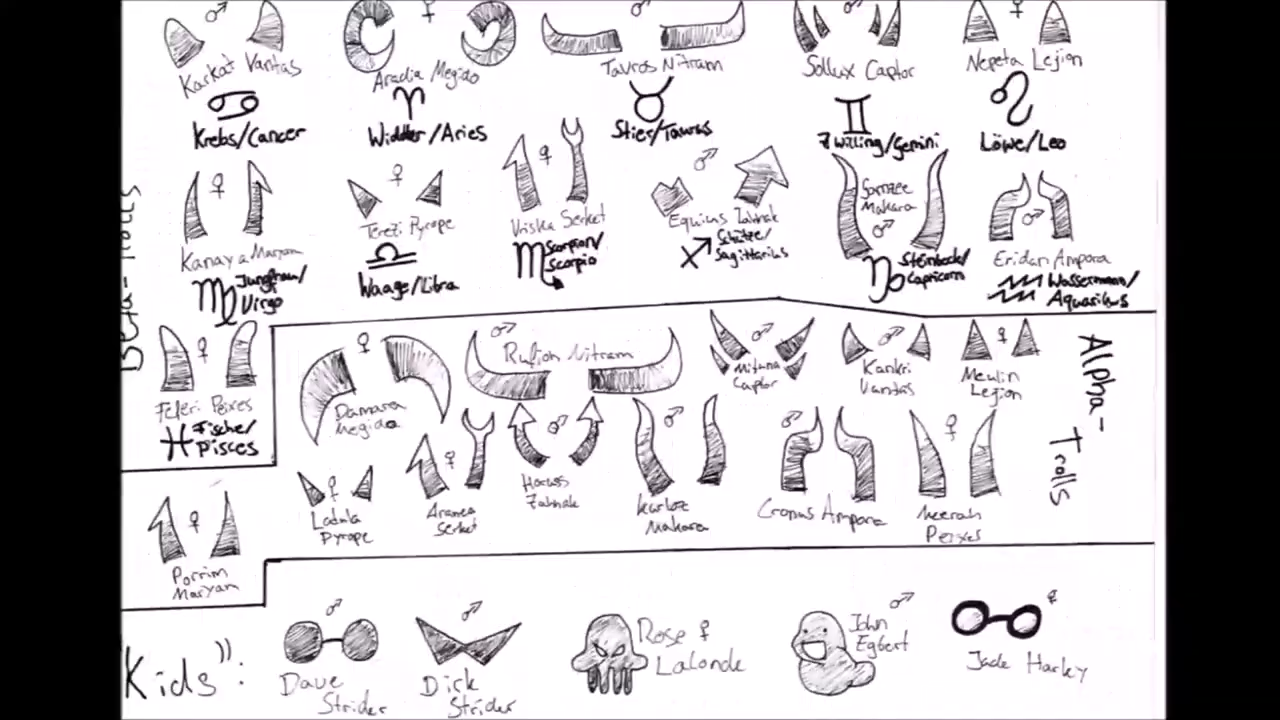 Karkat Vantas
Krebs/Cancer
Aradia Megido
Widder/Aries
Tavros Nitram
Stier/Taurus
Sollux Captor
Zwilling/Gemini
Nepeta Leijon
Löwe/Leo
Kanaya Maryam
Jungfrau/
Virgo
Terezi Pyrope
Waage/Libra
Vriska Serket
Scorpion/
Scorpio
Equius Zahhak
Schütze/
Sagittarius
Gamzee
Makara
Steinbock/
Capricorn
Eridan Ampora
Wassermann/
Aquarius
Beta-Trolls
Feferi Peixes
Fische/
Pisces
Damara
Megido
Rufion Nitram
Mituna
Captor
Kankri
Vantas
Meulin
Leijon
Alpha-
Trolls
Latula
Pyrope
Aranea
Serket
Horuss
Zahhak
Kurloz
Makara
Cronus Ampora
Meenah
Peixes
Porrim
Maryam
Kids":
Dave
Strider
Dirk
Strider
Rose
Lalonde
John
Egbert
Jade Harley